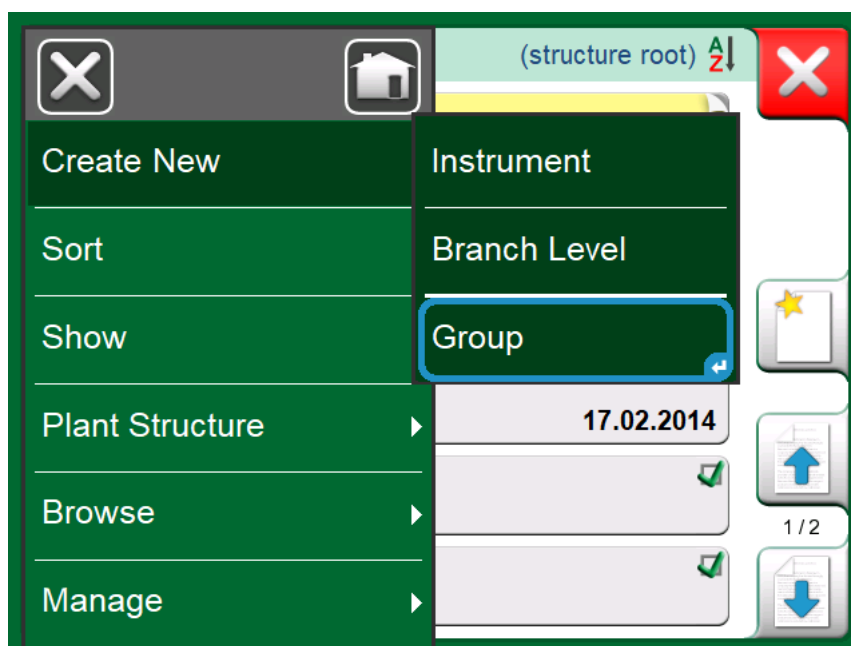 (structure root) A
Z
Create New
Instrument
Sort
Branch Level
Show
Group
Plant Structure
17.02.2014
Browse
1 / 2
Manage